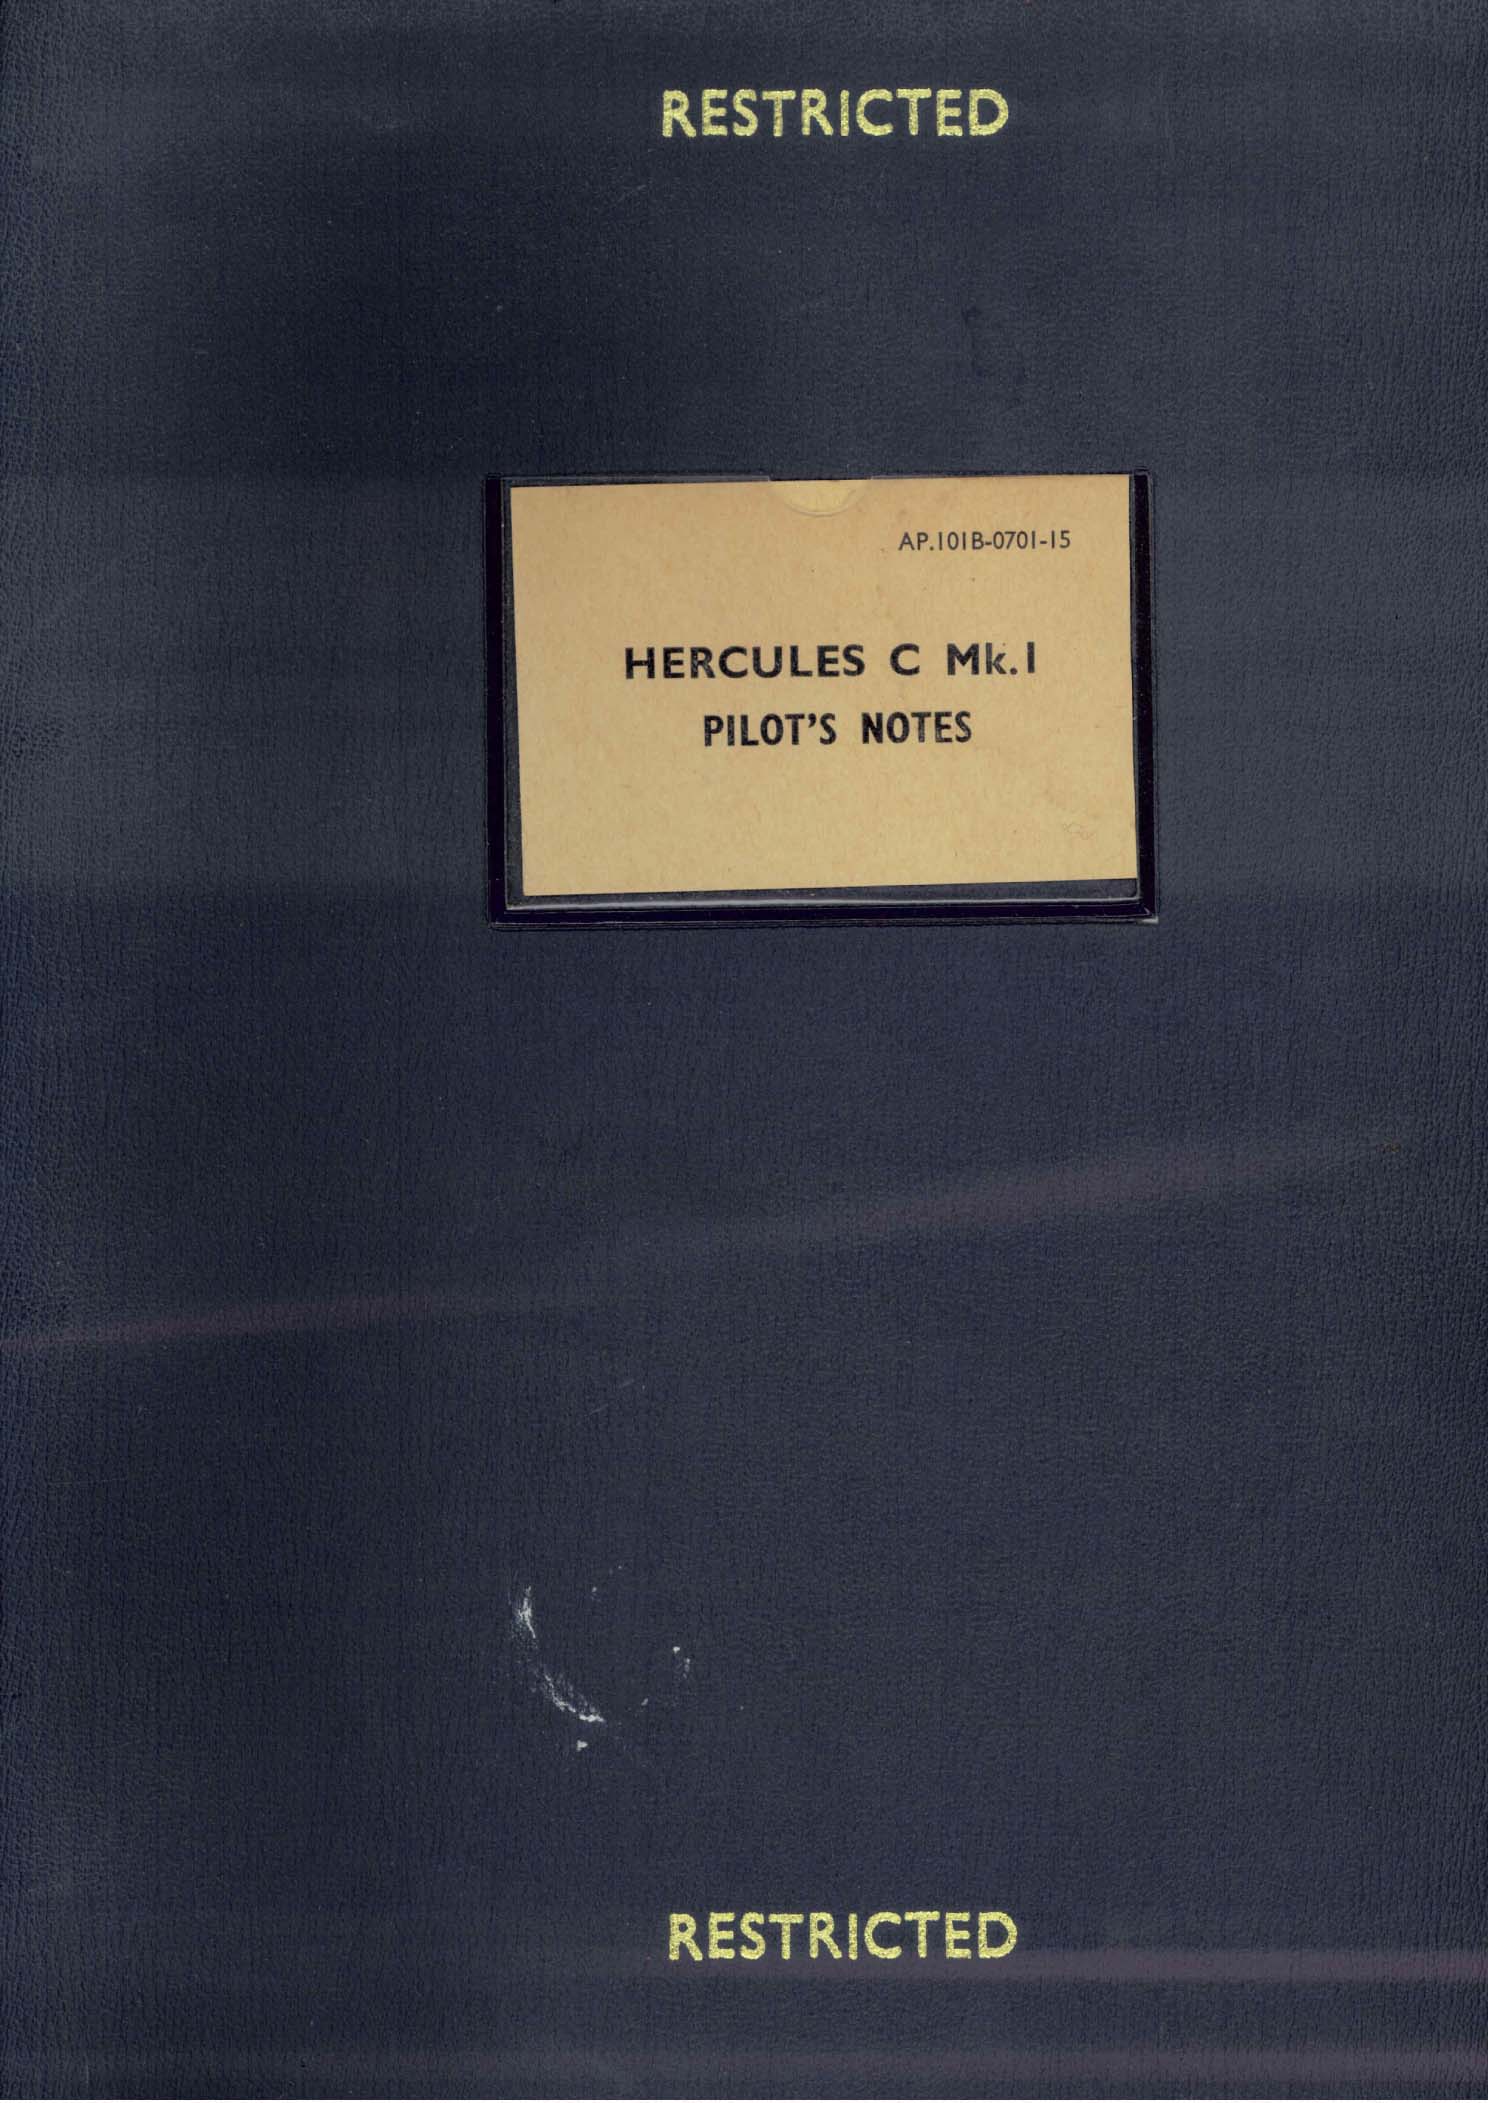 RESTRICTED
AP.101B-0701-15
HERCULES C Mk.1
PILOT'S NOTES
RESTRICTED